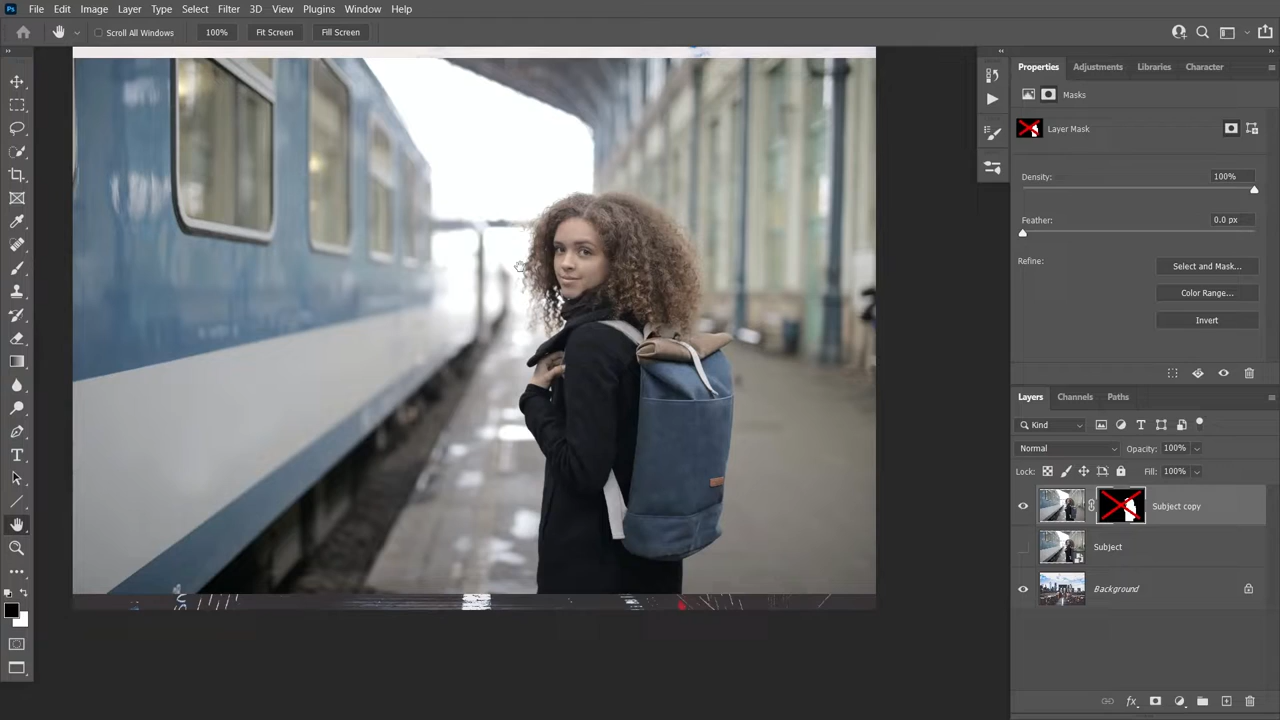 Ps File Edit Image Layer Type Select Filter 3D View Plugins Window Help
Scroll All Windows 100% Fit Screen Fill Screen
Properties Adjustments Libraries Character
Masks
Layer Mask
Density: 100%
Feather: 0.0 px
Refine: Select and Mask...
Color Range...
Invert
Layers Channels Paths
Kind
Normal Opacity: 100%
Lock: Fill: 100%
Subject copy
Subject
Background